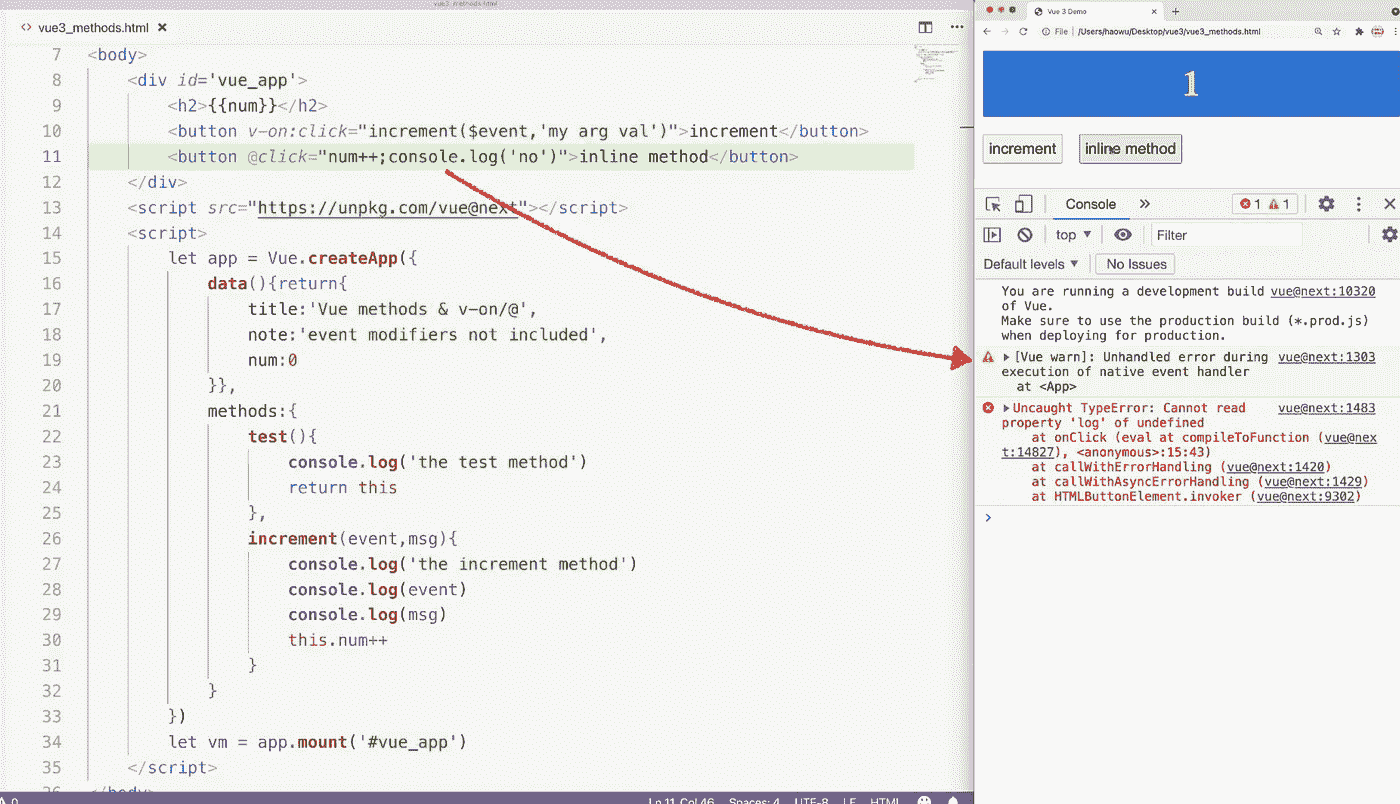 vue3_methods.html
vue3_methods.html
7 <body>
8 <div id='vue_app'>
9 <h2>{{num}}</h2>
10 <button v-on:click="increment($event,'my arg val')">increment</button>
11 <button @click="num++;console.log('no')">inline method</button>
12 </div>
13 <script src="https://unpkg.com/vue@next"></script>
14 <script>
15 let app = Vue.createApp({
16 data(){return{
17 title:'Vue methods & v-on/@',
18 note:'event modifiers not included',
19 num:0
20 }},
21 methods:{
22 test(){
23 console.log('the test method')
24 return this
25 },
26 increment(event,msg){
27 console.log('the increment method')
28 console.log(event)
29 console.log(msg)
30 this.num++
31 }
32 }
33 })
34 let vm = app.mount('#vue_app')
35 </script>
36 </body>
0
Ln 11, Col 46 Spaces: 4 UTF-8 LF HTML
Vue 3 Demo
File /Users/haowu/Desktop/vue3/vue3_methods.html
1
increment inline method
Console » 1 1
top Filter
Default levels No Issues
You are running a development build vue@next:10320
of Vue.
Make sure to use the production build (*.prod.js)
when deploying for production.
[Vue warn]: Unhandled error during vue@next:1303
execution of native event handler
at <App>
Uncaught TypeError: Cannot read vue@next:1483
property 'log' of undefined
at onClick (eval at compileToFunction (vue@nex
t:14827), <anonymous>:15:43)
at callWithErrorHandling (vue@next:1420)
at callWithAsyncErrorHandling (vue@next:1429)
at HTMLButtonElement.invoker (vue@next:9302)